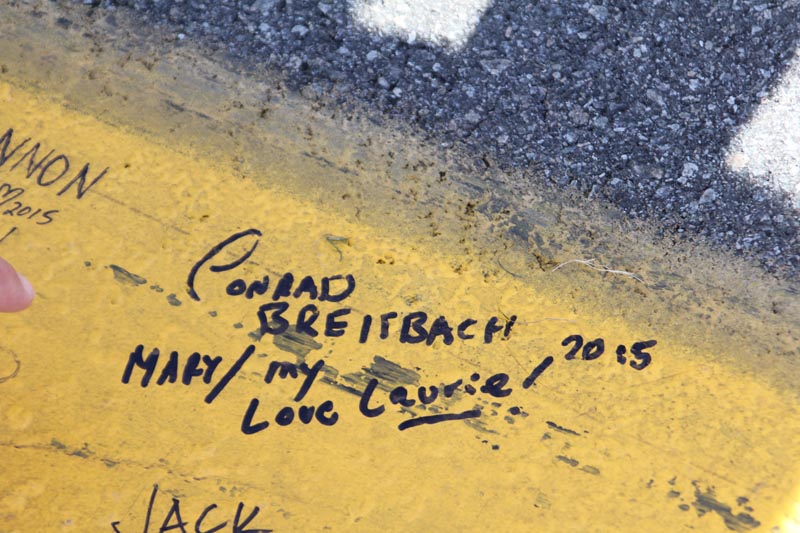 NNON
2015
CONRAD
BREITBACH
MARY/ my
Love Laurie / 2015
JACK